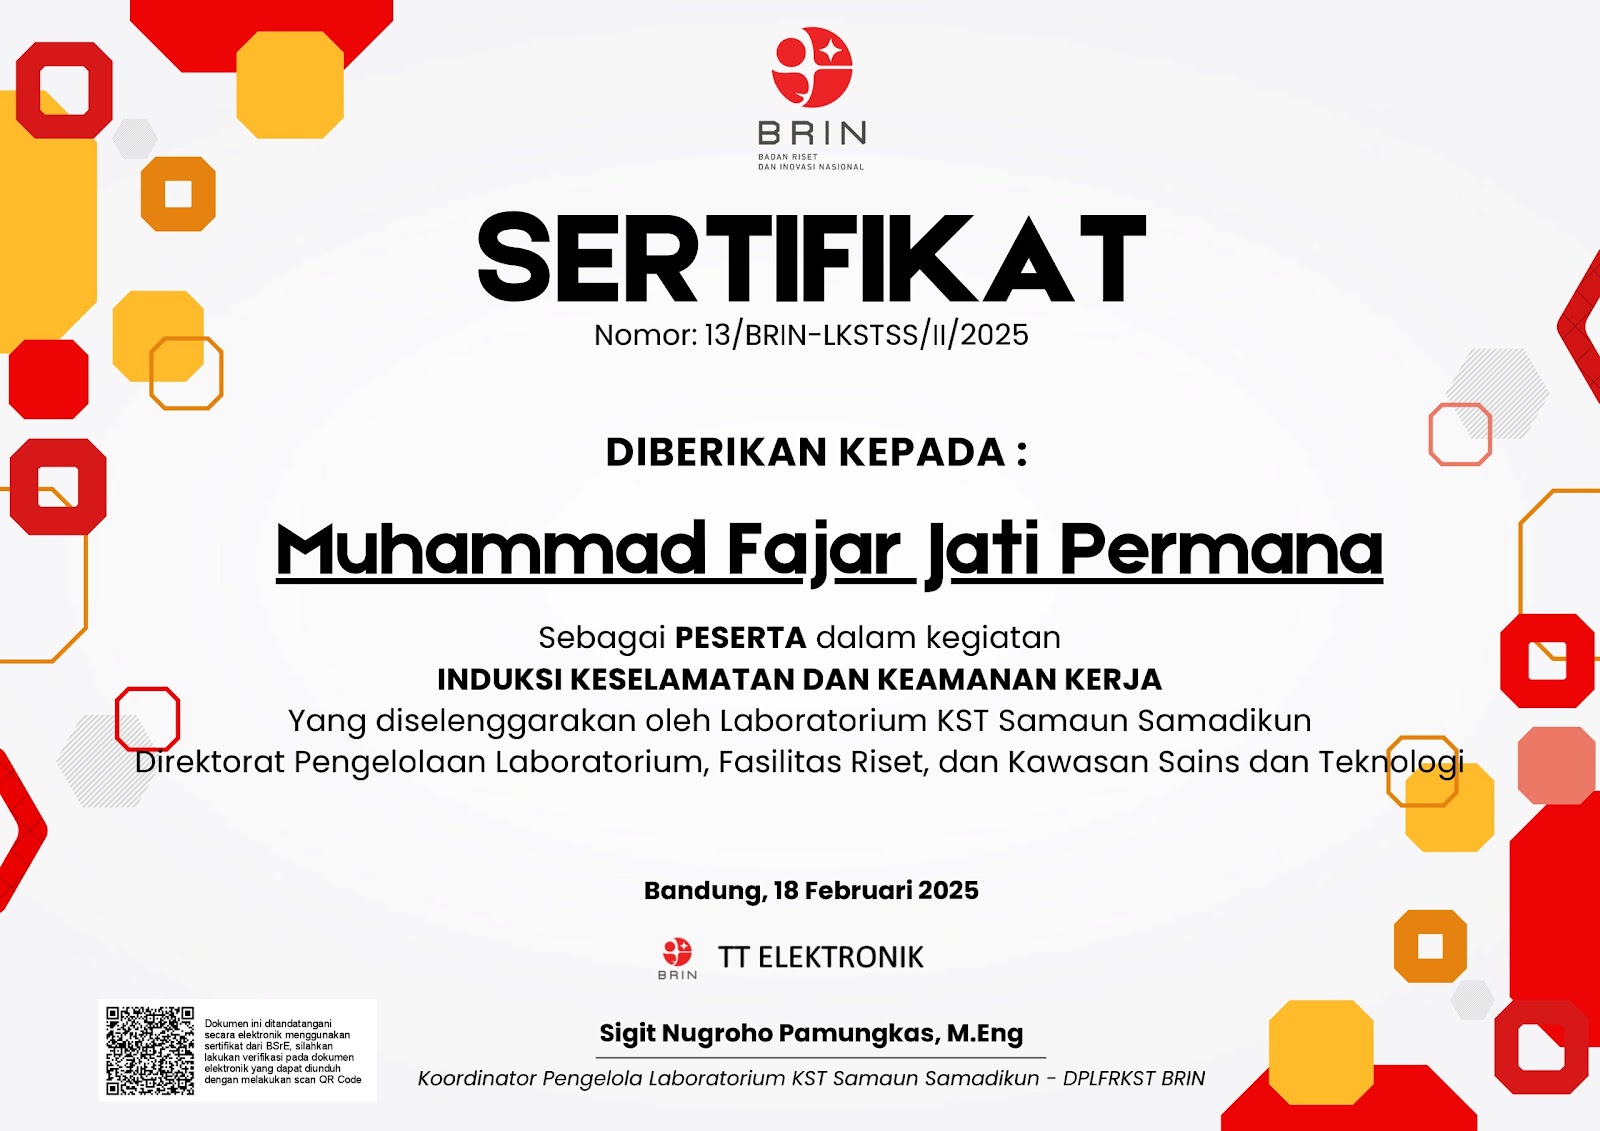 BRIN
BADAN RISET
DAN INOVASI NASIONAL
SERTIFIKAT
Nomor: 13/BRIN-LKSTSS/II/2025
DIBERIKAN KEPADA :
Muhammad Fajar Jati Permana
Sebagai PESERTA dalam kegiatan
INDUKSI KESELAMATAN DAN KEAMANAN KERJA
Yang diselenggarakan oleh Laboratorium KST Samaun Samadikun
Direktorat Pengelolaan Laboratorium, Fasilitas Riset, dan Kawasan Sains dan Teknologi
Bandung, 18 Februari 2025
BRIN
TT ELEKTRONIK
Sigit Nugroho Pamungkas, M.Eng
Koordinator Pengelola Laboratorium KST Samaun Samadikun - DPLFRKST BRIN
Dokumen ini ditandatangani
secara elektronik menggunakan
sertifikat dari BSrE, silahkan
lakukan verifikasi pada dokumen
elektronik yang dapat diunduh
dengan melakukan scan QR Code